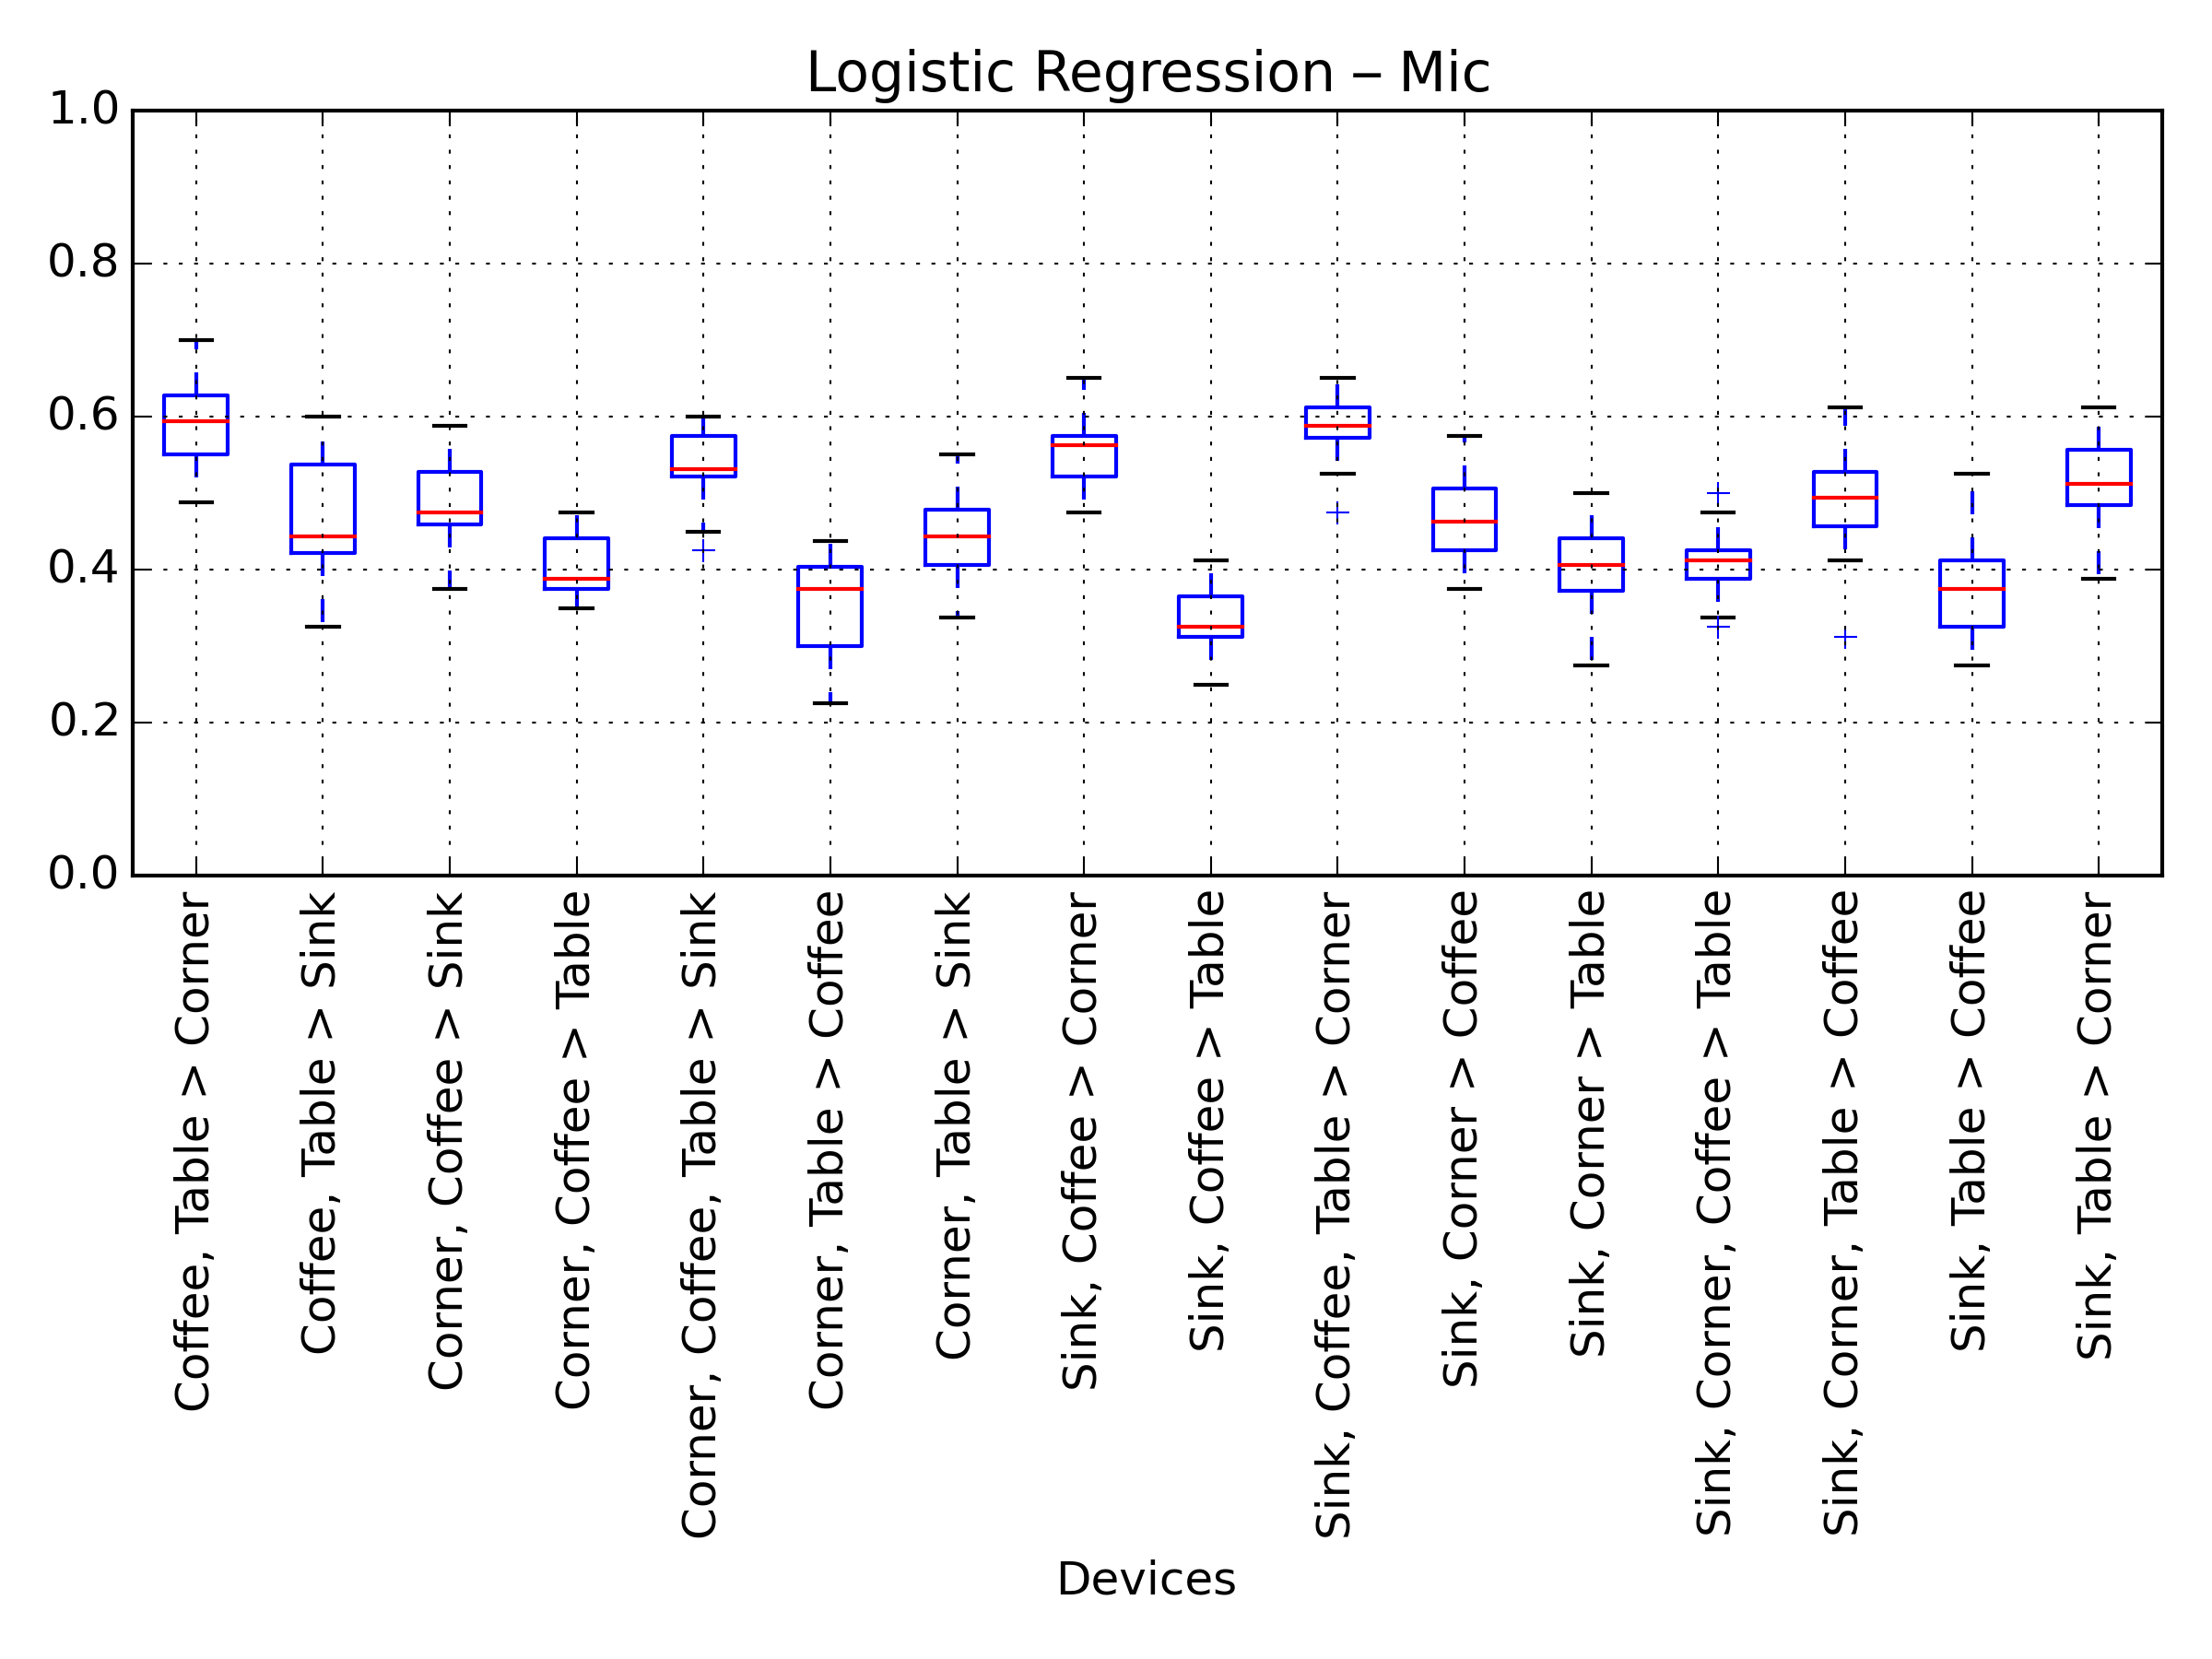 Logistic Regression – Mic
1.0
0.8
0.6
0.4
0.2
0.0
Coffee, Table > Corner
Coffee, Table > Sink
Corner, Coffee > Sink
Corner, Coffee > Table
Corner, Coffee, Table > Sink
Corner, Table > Coffee
Corner, Table > Sink
Sink, Coffee > Corner
Sink, Coffee > Table
Sink, Coffee, Table > Corner
Sink, Corner > Coffee
Sink, Corner > Table
Sink, Corner, Coffee > Table
Sink, Corner, Table > Coffee
Sink, Table > Coffee
Sink, Table > Corner
Devices